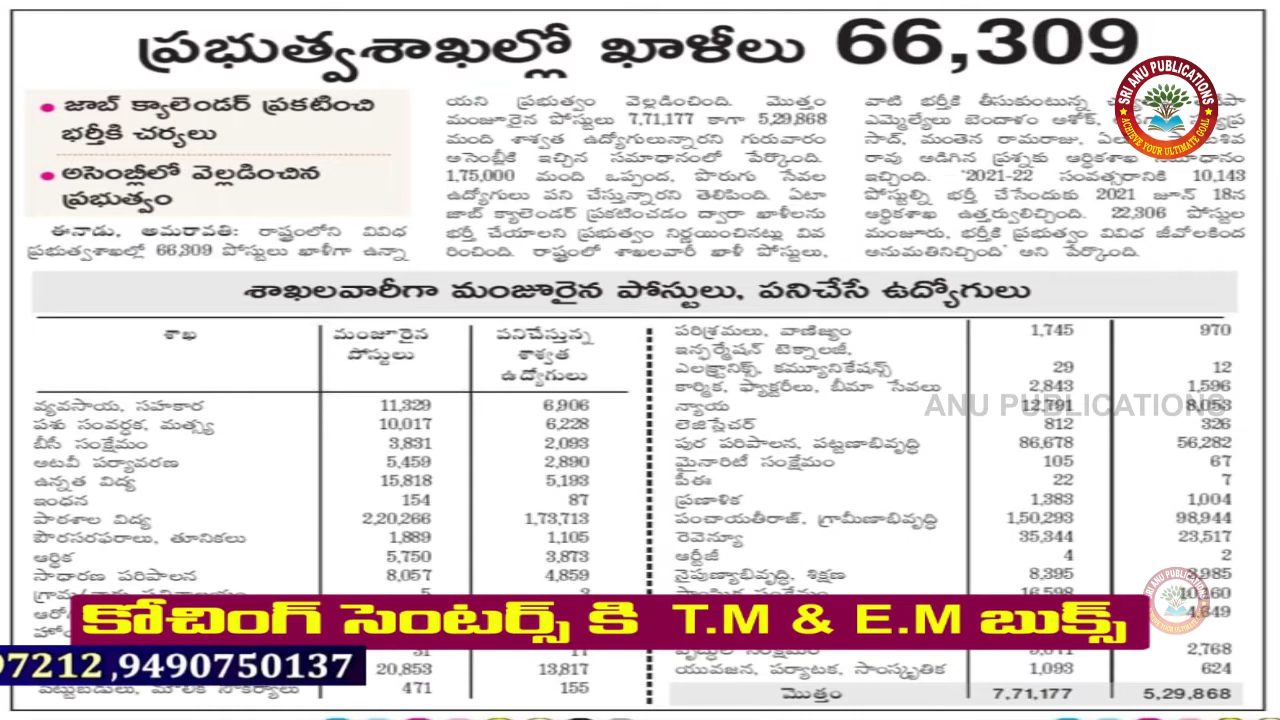 ప్రభుత్వశాఖల్లో ఖాళీలు 66,309
SRI ANU PUBLICATIONS
ACHIEVE YOUR ULTIMATE GOAL
• జాబ్ క్యాలెండర్ ప్రకటించి
భర్తీకి చర్యలు
• అసెంబ్లీలో వెల్లడించిన
ప్రభుత్వం
ఈనాడు, అమరావతి: రాష్ట్రంలోని వివిధ
ప్రభుత్వశాఖల్లో 66,309 పోస్టులు ఖాళీగా ఉన్నా
యని ప్రభుత్వం వెల్లడించింది. మొత్తం
మంజూరైన పోస్టులు 7,71,177 కాగా 5,29,868
మంది శాశ్వత ఉద్యోగులున్నారని గురువారం
అసెంబ్లీకి ఇచ్చిన సమాధానంలో పేర్కొంది.
1,75,000 మంది ఒప్పంద, పొరుగు సేవల
ఉద్యోగులు పని చేస్తున్నారని తెలిపింది. ఏటా
జాబ్ క్యాలెండర్ ప్రకటించడం ద్వారా ఖాళీలను
భర్తీ చేయాలని ప్రభుత్వం నిర్ణయించినట్లు వివ
రించింది. రాష్ట్రంలో శాఖలవారీ ఖాళీ పోస్టులు,
వాటి భర్తీకి తీసుకుంటున్న
ఎమ్మెల్యేలు బెందాళం అశోక్,
సాద్, మంతెన రామరాజు,
రావు అడిగిన ప్రశ్నకు ఆర్థికశాఖ సమాధానం
ఇచ్చింది. '2021-22 సంవత్సరానికి 10,143
పోస్టుల్ని భర్తీ చేసేందుకు 2021 జూన్ 18న
ఆర్థికశాఖ ఉత్తర్వులిచ్చింది. 22,306 పోస్టుల
మంజూరు, భర్తీకి ప్రభుత్వం వివిధ జీవోలకింద
అనుమతినిచ్చింది' అని పేర్కొంది.
శాఖలవారీగా మంజూరైన పోస్టులు, పనిచేసే ఉద్యోగులు
శాఖ మంజూరైన పోస్టులు పనిచేస్తున్న శాశ్వత ఉద్యోగులు
వ్యవసాయ, సహకార 11,329 6,906
పశు సంవర్ధక, మత్స్య 10,017 6,228
బీసీ సంక్షేమం 3,831 2,093
అటవీ పర్యావరణ 5,459 2,890
ఉన్నత విద్య 15,818 5,193
ఇంధన 154 87
పాఠశాల విద్య 2,20,266 1,73,713
పౌరసరఫరాలు, తూనికలు 1,889 1,105
ఆర్థిక 5,750 3,873
సాధారణ పరిపాలన 8,057 4,859
20,853 13,817
పెట్టుబడులు, మౌలిక సౌకర్యాలు 471 155
పరిశ్రమలు, వాణిజ్యం 1,745 970
ఇన్ఫర్మేషన్ టెక్నాలజీ,
ఎలక్ట్రానిక్స్, కమ్యూనికేషన్స్ 29 12
కార్మిక, ఫ్యాక్టరీలు, బీమా సేవలు 2,843 1,596
న్యాయ 12,791 8,053
ANU PUBLICATIONS
లెజిస్లేచర్ 812 326
పుర పరిపాలన, పట్టణాభివృద్ధి 86,678 56,282
మైనారిటీ సంక్షేమం 105 67
పీఈ 22 7
ప్రణాళిక 1,383 1,004
పంచాయతీరాజ్, గ్రామీణాభివృద్ధి 1,50,293 98,944
రెవెన్యూ 35,344 23,517
ఆర్టీజీ 4 2
నైపుణ్యాభివృద్ధి, శిక్షణ 8,395 3,985
2,768
యువజన, పర్యాటక, సాంస్కృతిక 1,093 624
మొత్తం 7,71,177 5,29,868
కోచింగ్ సెంటర్స్ కి T.M & E.M బుక్స్
97212 ,9490750137